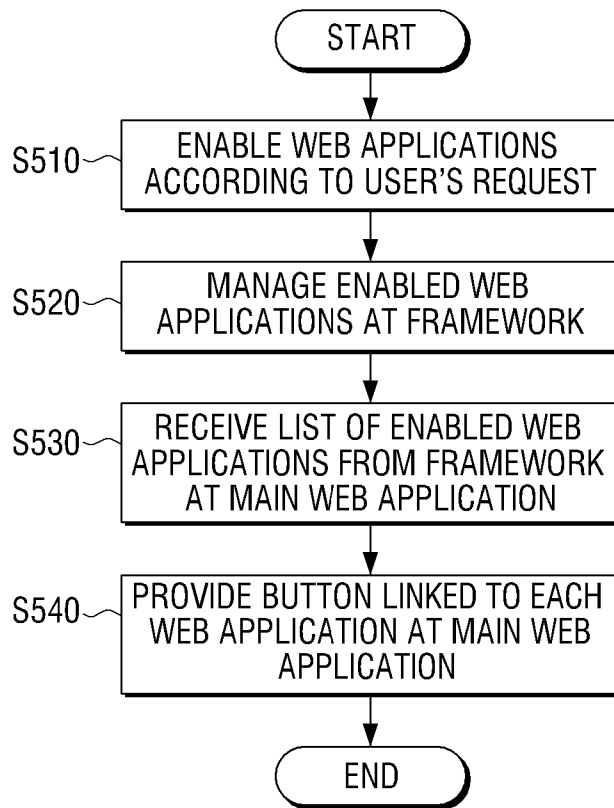 START
S510
ENABLE WEB APPLICATIONS
ACCORDING TO USER'S REQUEST
S520
MANAGE ENABLED WEB
APPLICATIONS AT FRAMEWORK
S530
RECEIVE LIST OF ENABLED WEB
APPLICATIONS FROM FRAMEWORK
AT MAIN WEB APPLICATION
S540
PROVIDE BUTTON LINKED TO EACH
WEB APPLICATION AT MAIN WEB
APPLICATION
END